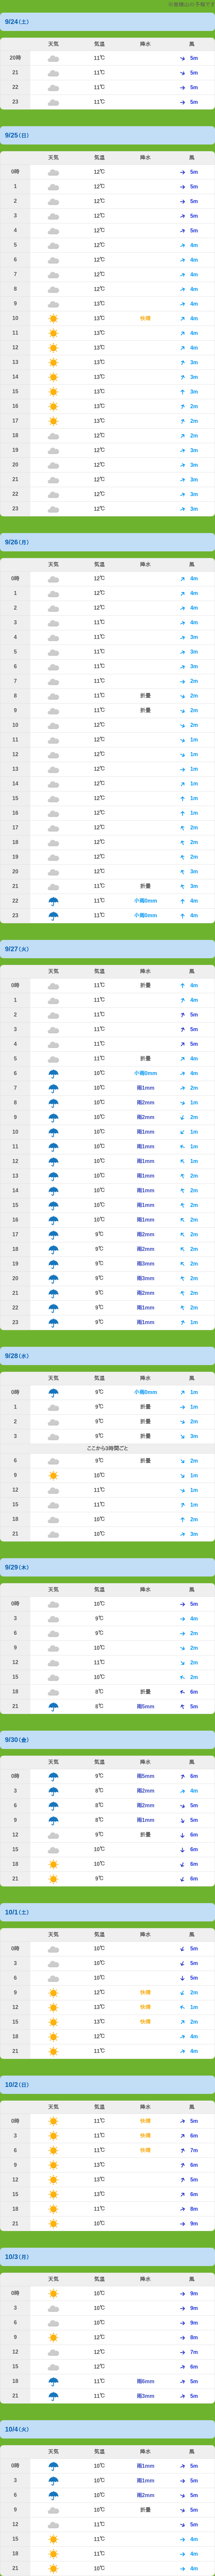 9/24(土)
天気 気温 降水 風
20時 11℃ 5m
21 11℃ 5m
22 11℃ 5m
23 11℃ 5m
9/25(日)
天気 気温 降水 風
0時 12℃ 5m
1 12℃ 5m
2 12℃ 5m
3 12℃ 5m
4 12℃ 5m
5 12℃ 4m
6 12℃ 4m
7 12℃ 4m
8 12℃ 4m
9 13℃ 4m
10 13℃ 快晴 4m
11 13℃ 4m
12 13℃ 4m
13 13℃ 3m
14 13℃ 3m
15 13℃ 3m
16 13℃ 2m
17 13℃ 2m
18 12℃ 2m
19 12℃ 3m
20 12℃ 3m
21 12℃ 3m
22 12℃ 3m
23 12℃ 3m
9/26(月)
天気 気温 降水 風
0時 12℃ 4m
1 12℃ 4m
2 12℃ 4m
3 11℃ 4m
4 11℃ 3m
5 11℃ 3m
6 11℃ 3m
7 11℃ 2m
8 11℃ 折畳 2m
9 11℃ 折畳 2m
10 12℃ 2m
11 12℃ 1m
12 12℃ 1m
13 12℃ 1m
14 12℃ 1m
15 12℃ 1m
16 12℃ 1m
17 12℃ 2m
18 12℃ 2m
19 12℃ 2m
20 11℃ 3m
21 11℃ 折畳 3m
22 11℃ 小雨0mm 4m
23 11℃ 小雨0mm 4m
9/27(火)
天気 気温 降水 風
0時 11℃ 折畳 4m
1 11℃ 4m
2 11℃ 5m
3 11℃ 5m
4 11℃ 5m
5 11℃ 折畳 4m
6 10℃ 小雨0mm 4m
7 10℃ 雨1mm 2m
8 10℃ 雨2mm 1m
9 10℃ 雨2mm 2m
10 10℃ 雨1mm 1m
11 10℃ 雨1mm 1m
12 10℃ 雨1mm 1m
13 10℃ 雨1mm 2m
14 10℃ 雨1mm 2m
15 10℃ 雨1mm 2m
16 10℃ 雨1mm 2m
17 9℃ 雨2mm 2m
18 9℃ 雨2mm 2m
19 9℃ 雨3mm 2m
20 9℃ 雨3mm 2m
21 9℃ 雨2mm 2m
22 9℃ 雨1mm 2m
23 9℃ 雨1mm 1m
9/28(水)
天気 気温 降水 風
0時 9℃ 小雨0mm 1m
1 9℃ 折畳 1m
2 9℃ 折畳 2m
3 9℃ 折畳 3m
ここから3時間ごと
6 9℃ 折畳 2m
9 10℃ 1m
12 11℃ 1m
15 11℃ 1m
18 10℃ 2m
21 10℃ 3m
9/29(木)
天気 気温 降水 風
0時 10℃ 5m
3 9℃ 4m
6 9℃ 2m
9 10℃ 2m
12 11℃ 2m
15 10℃ 2m
18 8℃ 折畳 6m
21 8℃ 雨5mm 5m
9/30(金)
天気 気温 降水 風
0時 9℃ 雨5mm 6m
3 8℃ 雨2mm 4m
6 8℃ 雨2mm 5m
9 8℃ 雨1mm 5m
12 9℃ 折畳 6m
15 10℃ 6m
18 10℃ 6m
21 9℃ 6m
10/1(土)
天気 気温 降水 風
0時 10℃ 5m
3 10℃ 5m
6 10℃ 5m
9 12℃ 快晴 2m
12 13℃ 快晴 1m
15 13℃ 快晴 2m
18 12℃ 4m
21 11℃ 4m
10/2(日)
天気 気温 降水 風
0時 11℃ 快晴 5m
3 11℃ 快晴 6m
6 11℃ 快晴 7m
9 13℃ 6m
12 13℃ 5m
15 13℃ 6m
18 11℃ 8m
21 10℃ 9m
10/3(月)
天気 気温 降水 風
0時 10℃ 9m
3 10℃ 9m
6 10℃ 9m
9 12℃ 8m
12 12℃ 7m
15 12℃ 6m
18 11℃ 雨6mm 5m
21 11℃ 雨3mm 5m
10/4(火)
天気 気温 降水 風
0時 10℃ 雨1mm 5m
3 10℃ 雨1mm 5m
6 10℃ 雨2mm 5m
9 10℃ 折畳 5m
12 11℃ 5m
15 11℃ 4m
18 11℃ 4m
21 10℃ 4m